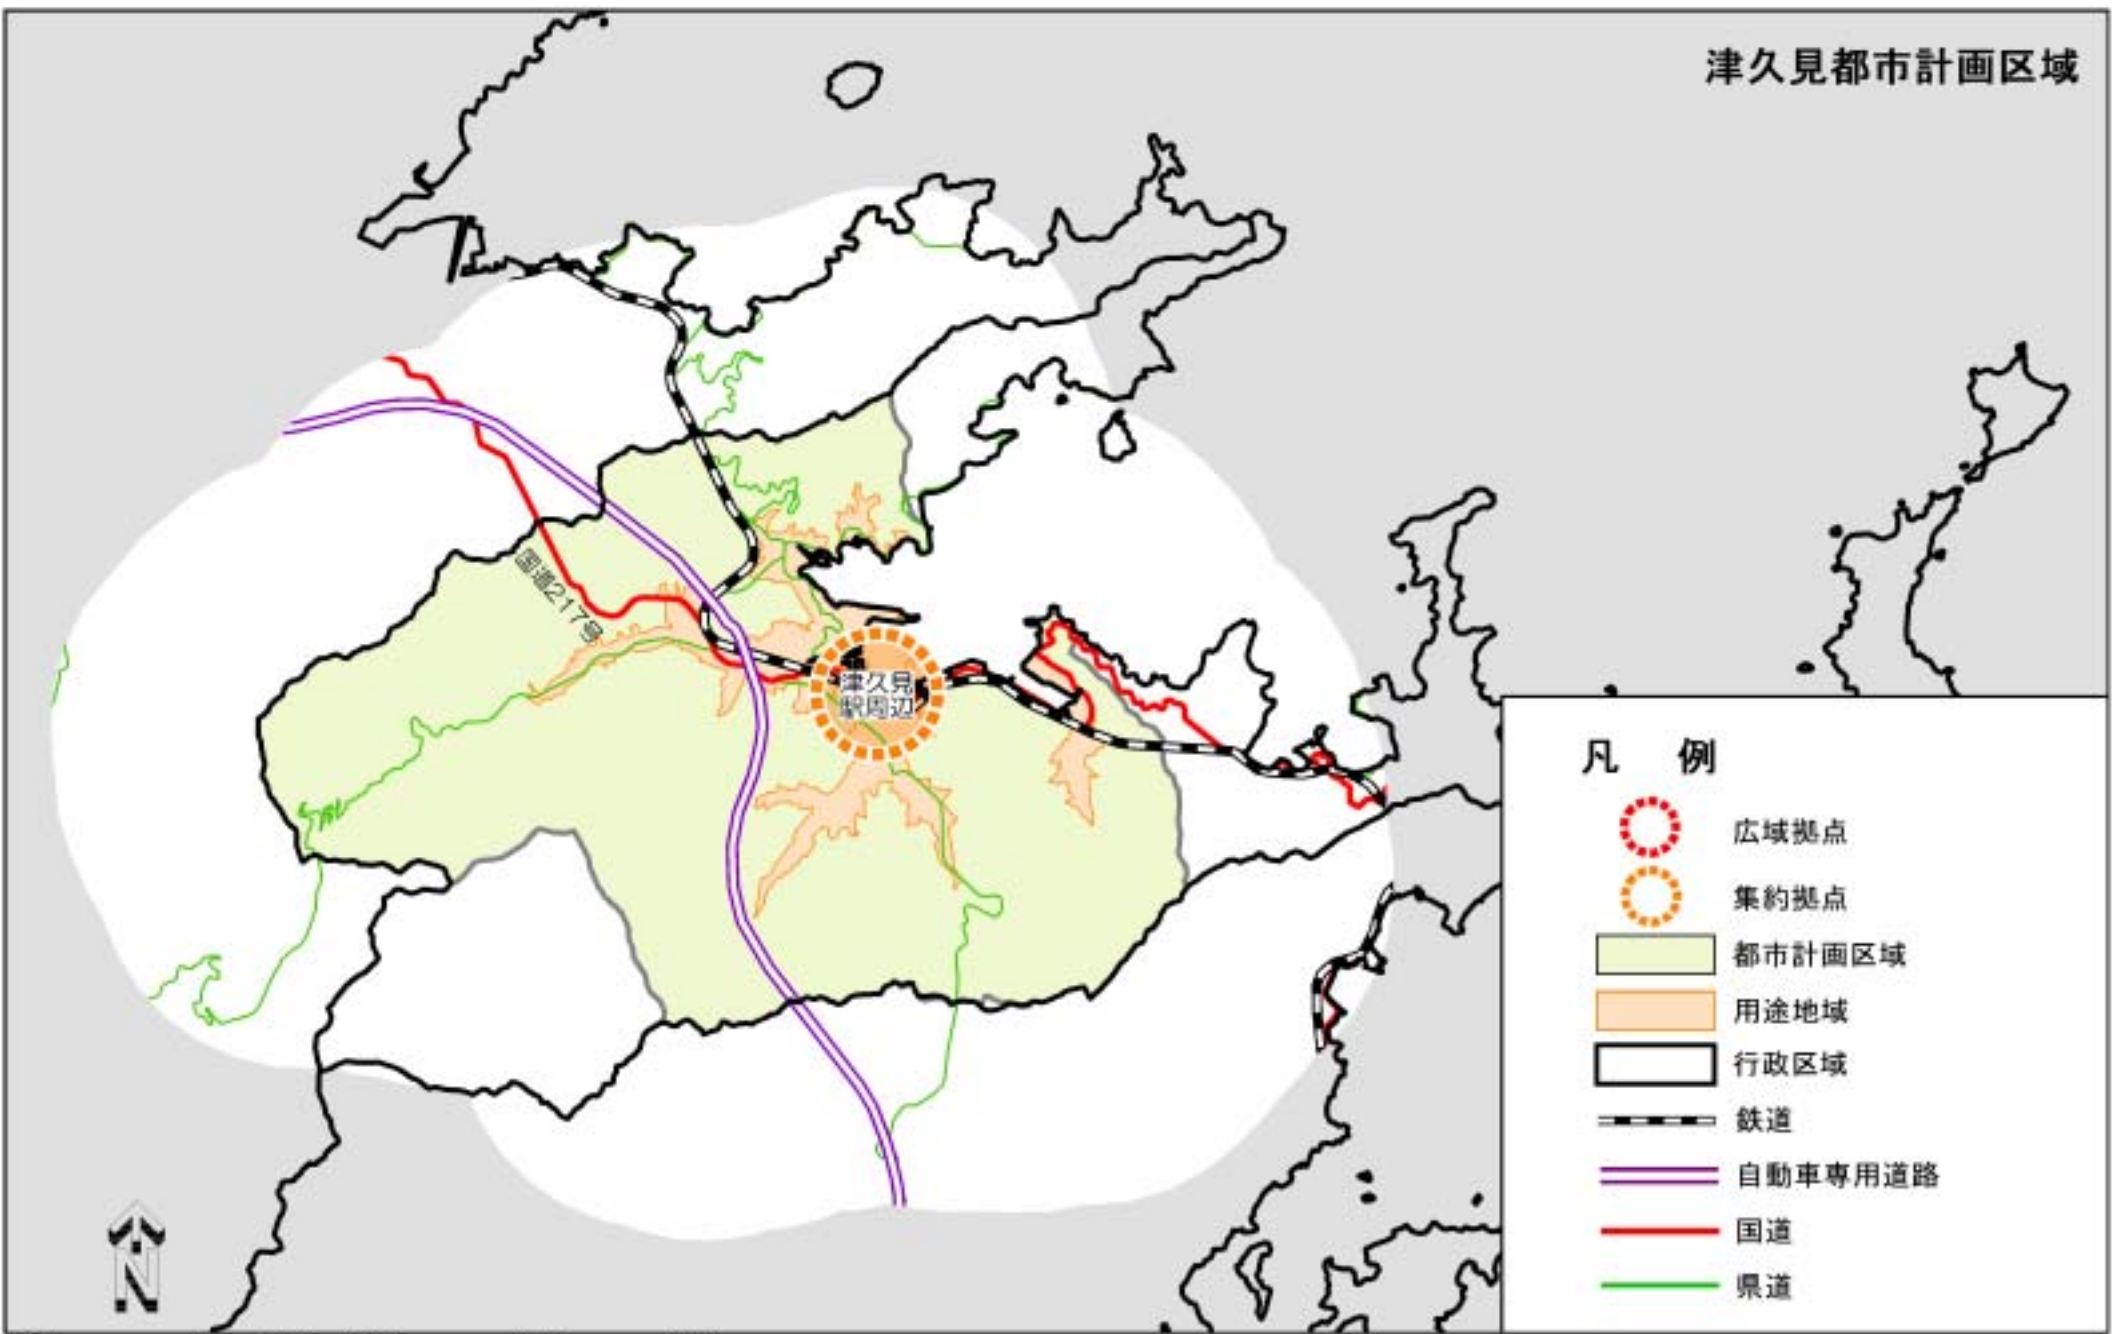 津久見都市計画区域
国道217号
津久見
駅周辺
凡 例
広域拠点
集約拠点
都市計画区域
用途地域
行政区域
鉄道
自動車専用道路
国道
県道
N